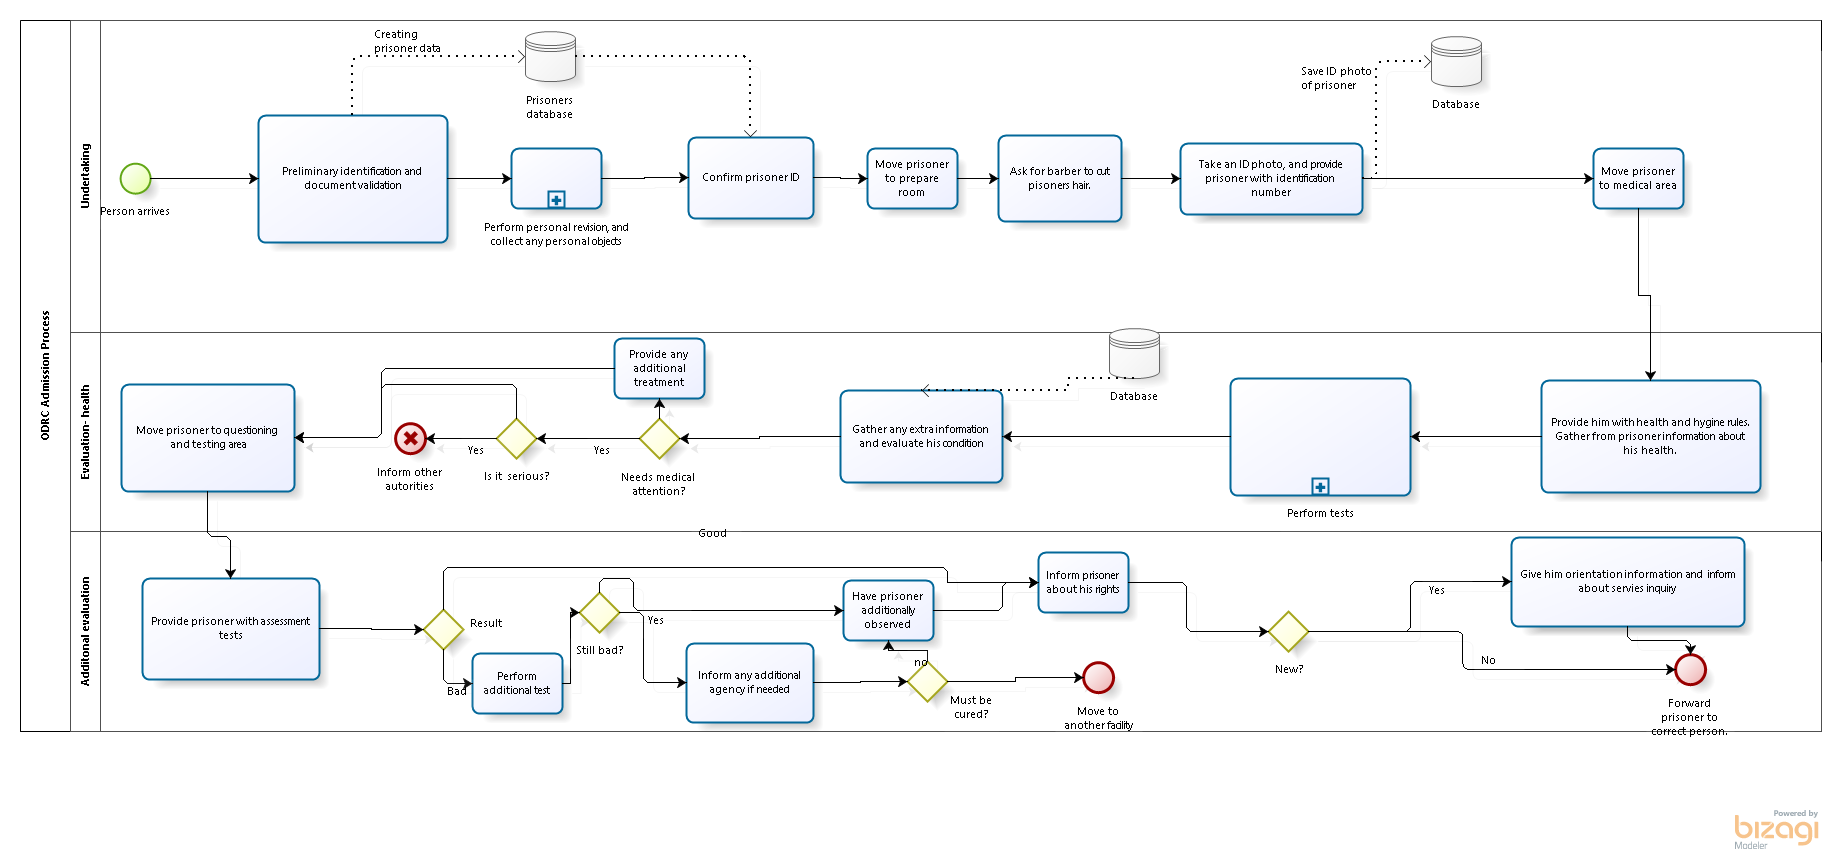 ODRC Admission Process
Undertaking
Creating
prisoner data
Prisoners
database
Save ID photo
of prisoner
Database
Person arrives
Preliminary identification and
document validation
Perform personal revision, and
collect any personal objects
Confirm prisoner ID
Move prisoner
to prepare
room
Ask for barber to cut
pisoners hair.
Take an ID photo, and provide
prisoner with identification
number
Move prisoner
to medical area
Evaluation- health
Move prisoner to questioning
and testing area
Provide any
additional
treatment
Inform other
autorities
Yes
Is it serious?
Yes
Needs medical
attention?
Gather any extra information
and evaluate his condition
Database
Perform tests
Provide him with health and hygine rules.
Gather from prisoner information about
his health.
Additonal evaluation
Good
Provide prisoner with assessment
tests
Result
Bad
Perform
additional test
Still bad?
Yes
Inform any additional
agency if needed
Have prisoner
additionally
observed
no
Must be
cured?
Move to
another facility
Inform prisoner
about his rights
New?
Yes
No
Give him orientation information and inform
about servies inquiry
Forward
prisoner to
correct person.
Powered by
bizagi
Modeler